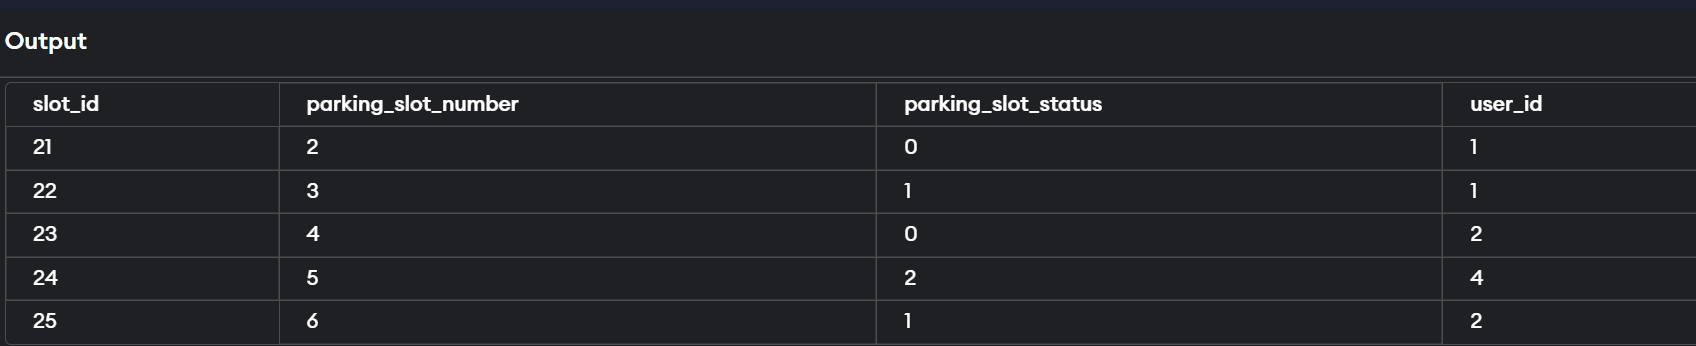 Output
slot_id parking_slot_number parking_slot_status user_id
21 2 0 1
22 3 1 1
23 4 0 2
24 5 2 4
25 6 1 2